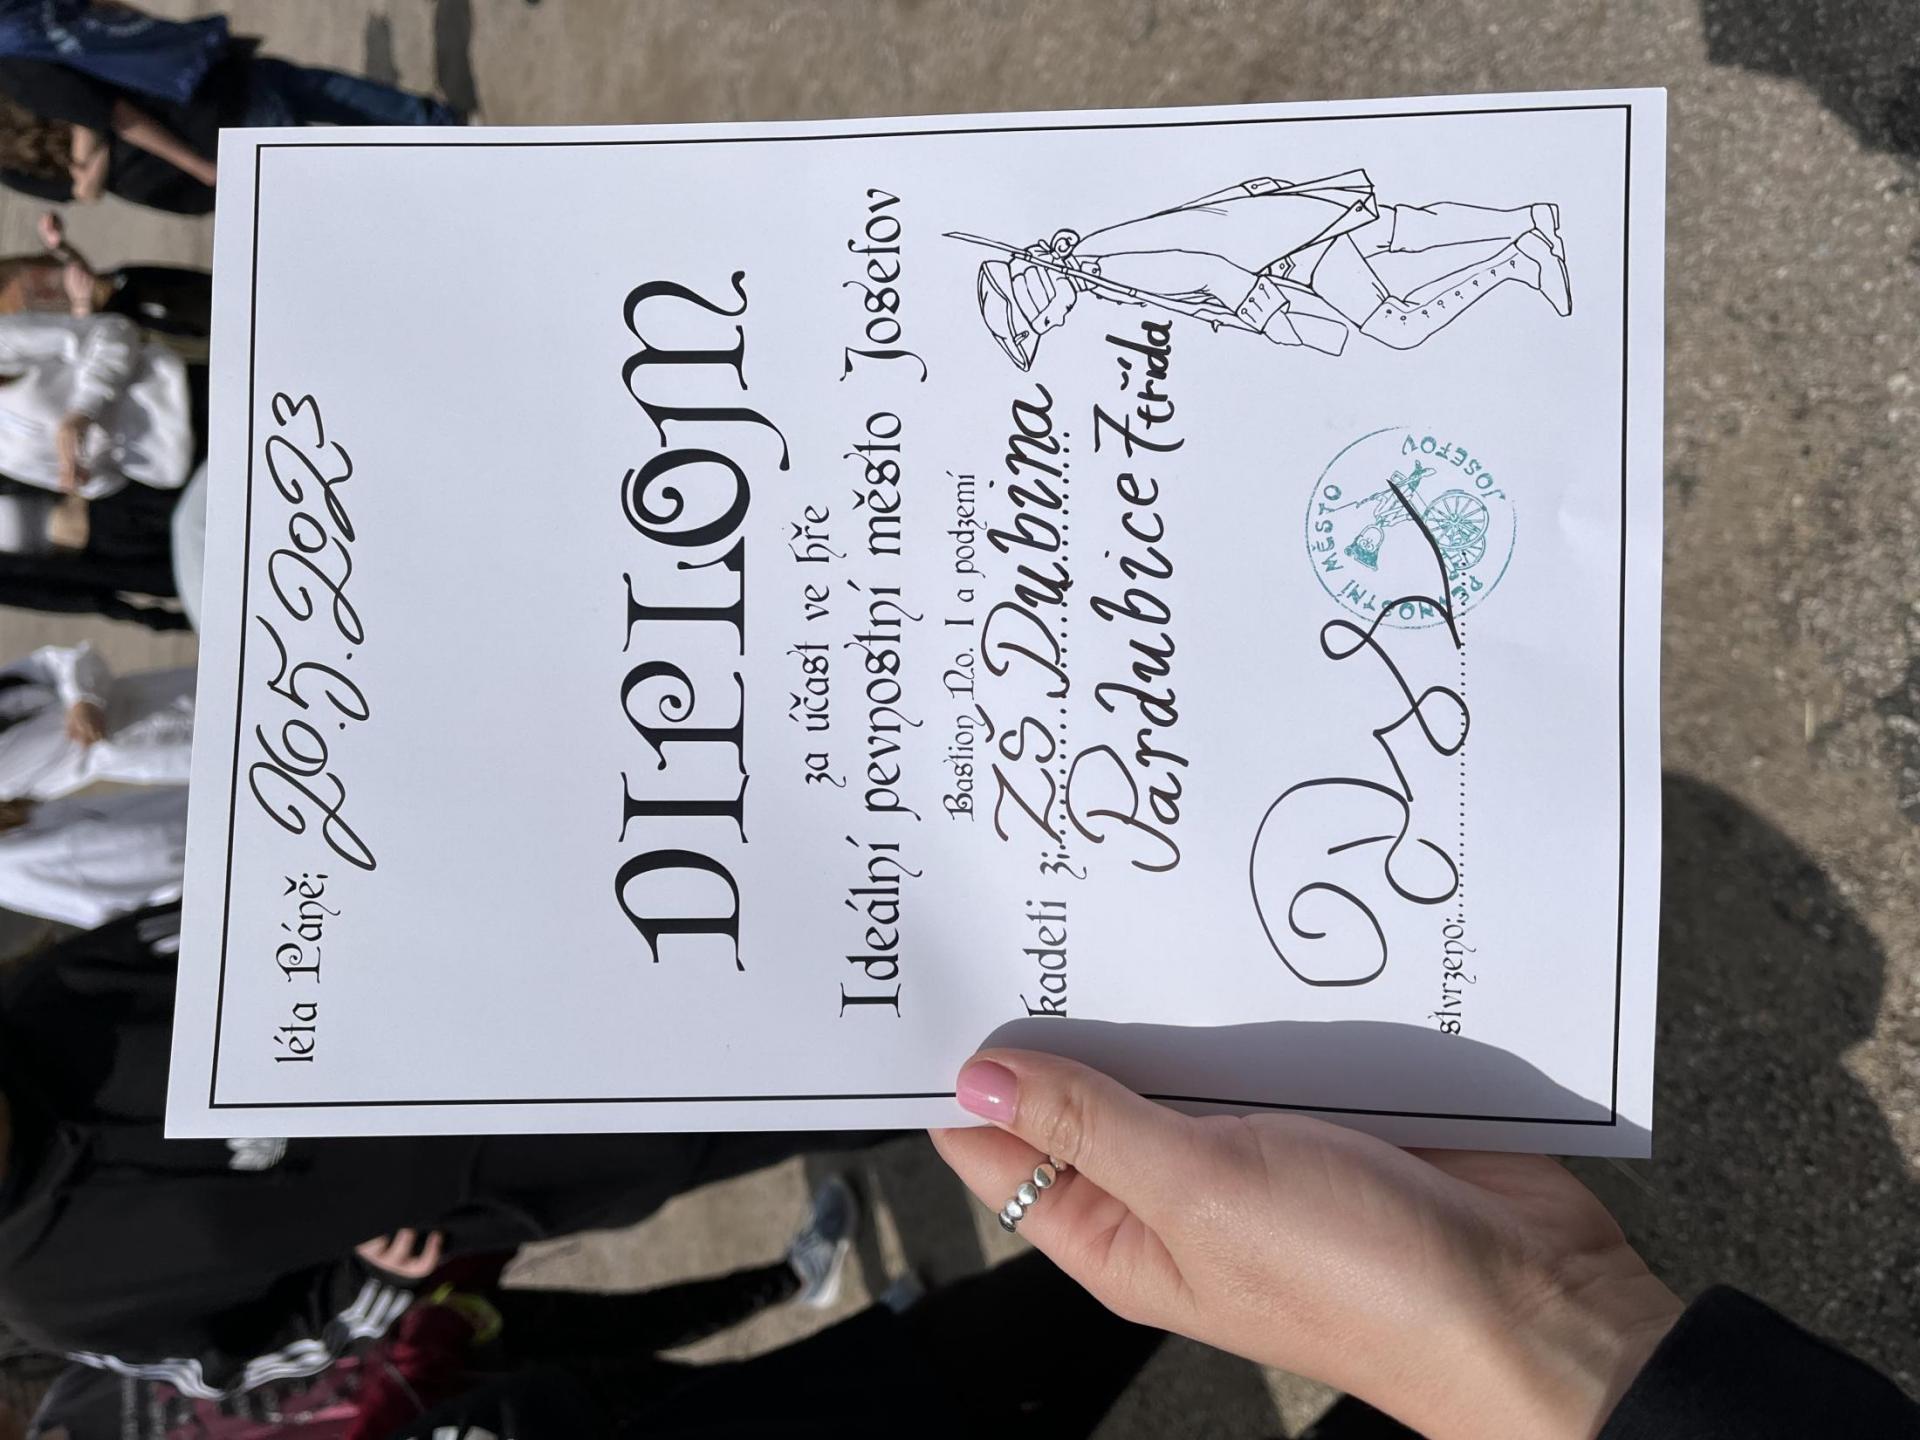 léta Páně: 26.5.2023
DIPLOM
za účast ve hře
Ideální pevnostní město Josefov
Bastion No. I a podzemí
kadeti z: ZŠ Dubina
Pardubice 7 třída
PEVNOSTNÍ MĚSTO JOSEFOV
stvrzeno: